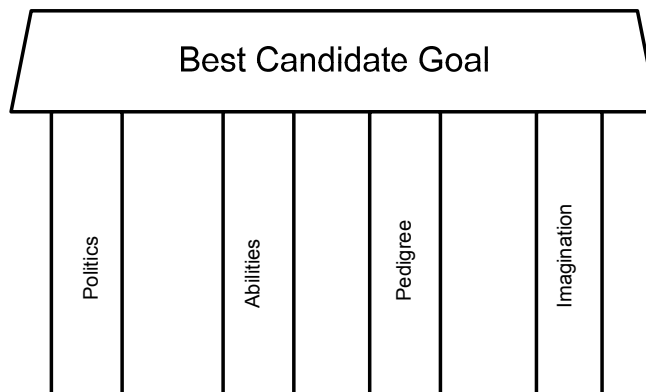 Best Candidate Goal
Politics
Abilities
Pedigree
Imagination